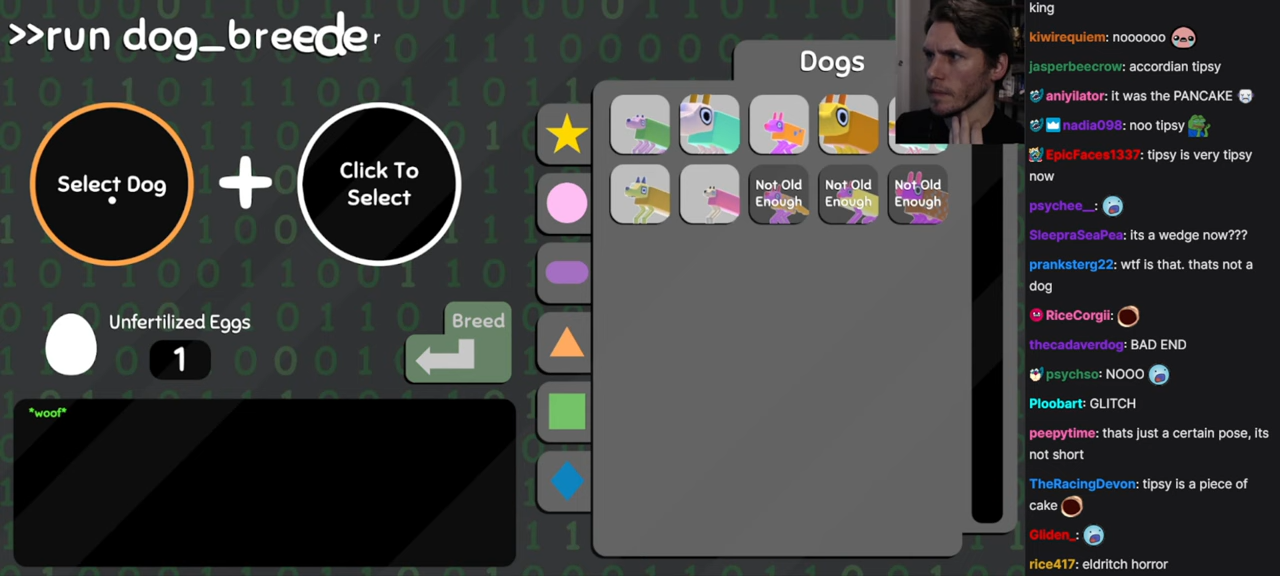 >>run dog_breeder
Select Dog
Click To
Select
Unfertilized Eggs
1
Breed
*woof*
Dogs
Not Old
Enough
Not Old
Enough
Not Old
Enough
king
kiwirequiem: noooooo
jasperbeecrow: accordian tipsy
aniyilator: it was the PANCAKE
nadia098: noo tipsy
EpicFaces1337: tipsy is very tipsy
now
psychee__:
SleepraSeaPea: its a wedge now???
pranksterg22: wtf is that. thats not a
dog
RiceCorgii:
thecadaverdog: BAD END
psychso: NOOO
Ploobart: GLITCH
peepytime: thats just a certain pose, its
not short
TheRacingDevon: tipsy is a piece of
cake
Gliden_:
rice417: eldritch horror